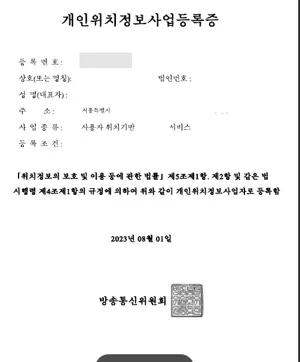 개인위치정보사업등록증
등 록 번 호 :
상호(또는 명칭): 법인번호 :
성 명(대표자) :
주 소 : 서울특별시
사 업 종 류 : 사용자 위치기반 서비스
등 록 조 건 :
「위치정보의 보호 및 이용 등에 관한 법률」 제5조제1항, 제2항 및 같은 법
시행령 제4조제1항의 규정에 의하여 위와 같이 개인위치정보사업자로 등록함
2023년 08월 01일
방송통신위원회